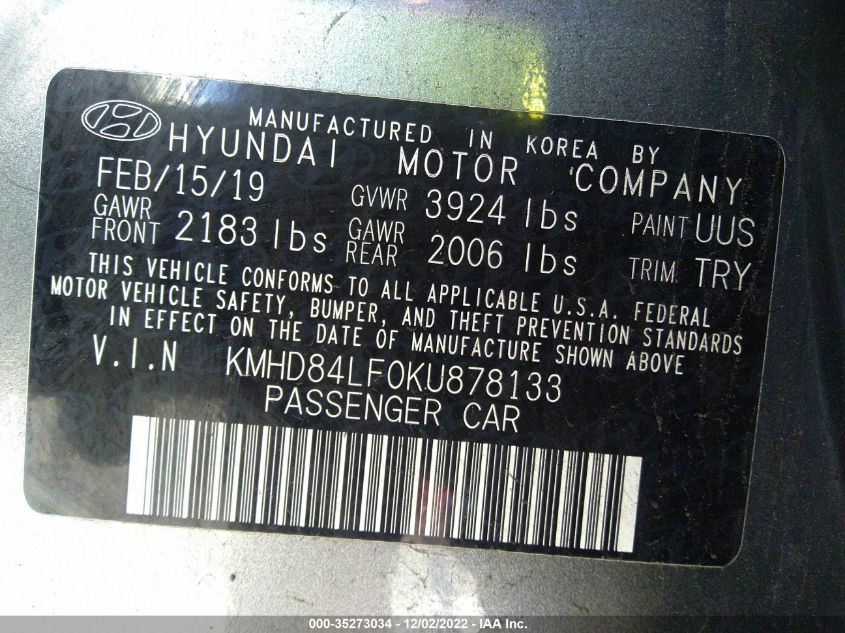 MANUFACTURED IN KOREA BY
HYUNDAI MOTOR COMPANY
FEB/15/19 GVWR 3924 lbs PAINT UUS
GAWR FRONT 2183 lbs GAWR REAR 2006 lbs TRIM TRY
THIS VEHICLE CONFORMS TO ALL APPLICABLE U.S.A. FEDERAL
MOTOR VEHICLE SAFETY, BUMPER, AND THEFT PREVENTION STANDARDS
IN EFFECT ON THE DATE OF MANUFACTURE SHOWN ABOVE
V.I.N KMHD84LF0KU878133
PASSENGER CAR
000-35273034 - 12/02/2022 - IAAI.com